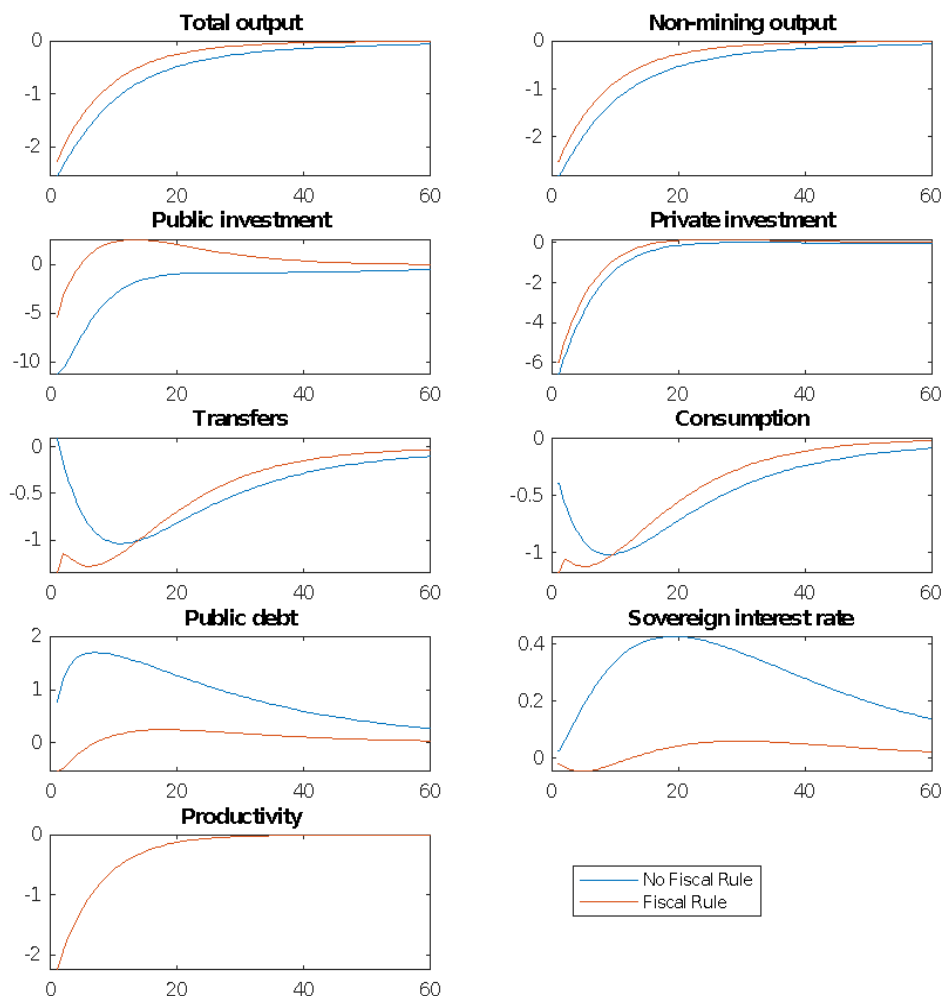 Total output
0
-1
-2
0 20 40 60
Non-mining output
0
-1
-2
0 20 40 60
Public investment
0
-5
-10
0 20 40 60
Private investment
0
-2
-4
-6
0 20 40 60
Transfers
0
-0.5
-1
0 20 40 60
Consumption
0
-0.5
-1
0 20 40 60
Public debt
2
1
0
0 20 40 60
Sovereign interest rate
0.4
0.2
0
0 20 40 60
Productivity
0
-1
-2
0 20 40 60
No Fiscal Rule
Fiscal Rule